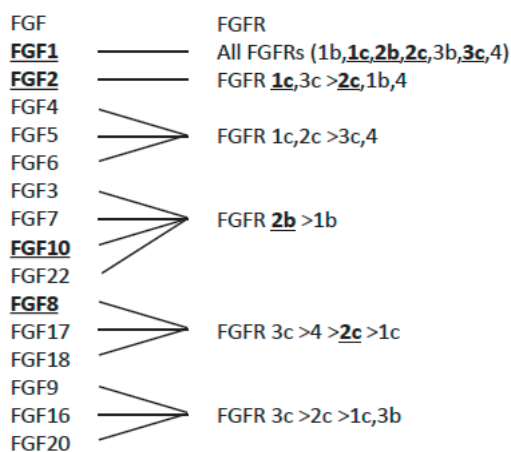 FGF FGFR
FGF1 All FGFRs (1b,1c,2b,2c,3b,3c,4)
FGF2 FGFR 1c,3c >2c,1b,4
FGF4
FGF5 FGFR 1c,2c >3c,4
FGF6
FGF3
FGF7 FGFR 2b >1b
FGF10
FGF22
FGF8
FGF17 FGFR 3c >4 >2c >1c
FGF18
FGF9
FGF16 FGFR 3c >2c >1c,3b
FGF20